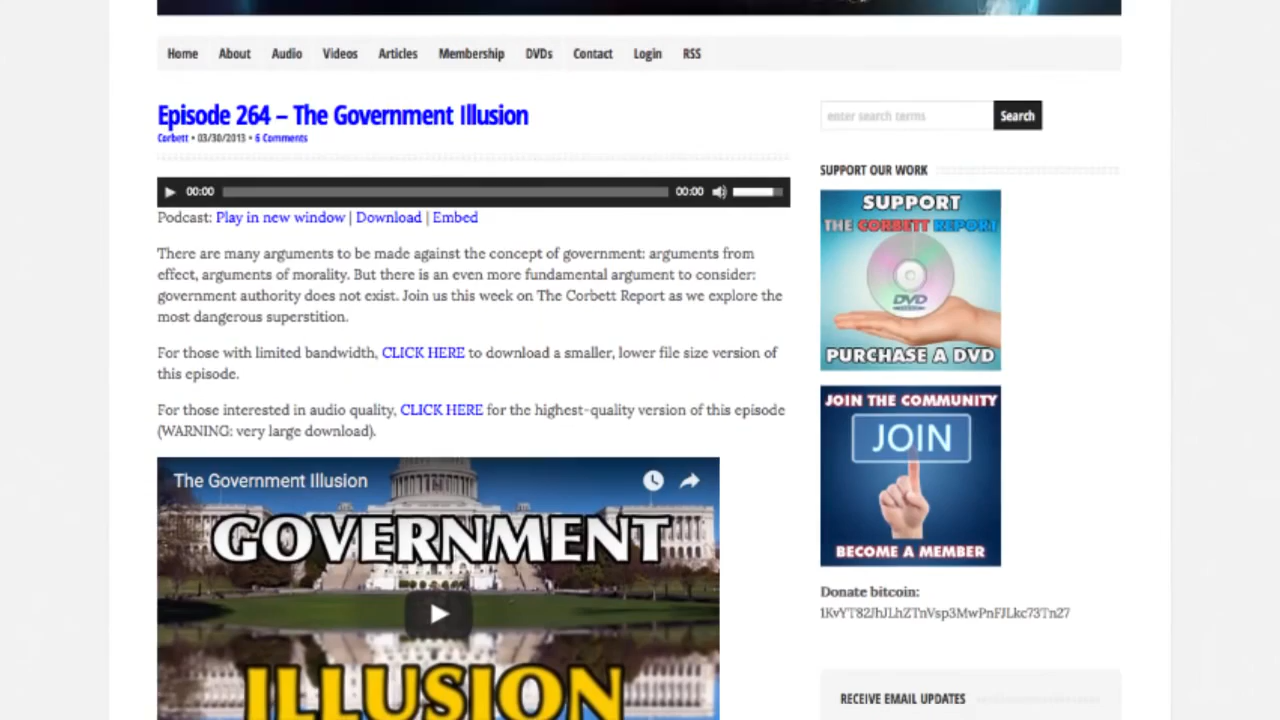 Home About Audio Videos Articles Membership DVDs Contact Login RSS
Episode 264 – The Government Illusion
Corbett • 03/30/2013 • 6 Comments
00:00 00:00
Podcast: Play in new window | Download | Embed
There are many arguments to be made against the concept of government: arguments from
effect, arguments of morality. But there is an even more fundamental argument to consider:
government authority does not exist. Join us this week on The Corbett Report as we explore the
most dangerous superstition.
For those with limited bandwidth, CLICK HERE to download a smaller, lower file size version of
this episode.
For those interested in audio quality, CLICK HERE for the highest-quality version of this episode
(WARNING: very large download).
The Government Illusion
GOVERNMENT
ILLUSION
enter search terms Search
SUPPORT OUR WORK
SUPPORT
THE CORBETT REPORT
DVD
PURCHASE A DVD
JOIN THE COMMUNITY
JOIN
BECOME A MEMBER
Donate bitcoin:
1KvYT82JhJLhZTnVsp3MwPnFJLkc73Tn27
RECEIVE EMAIL UPDATES